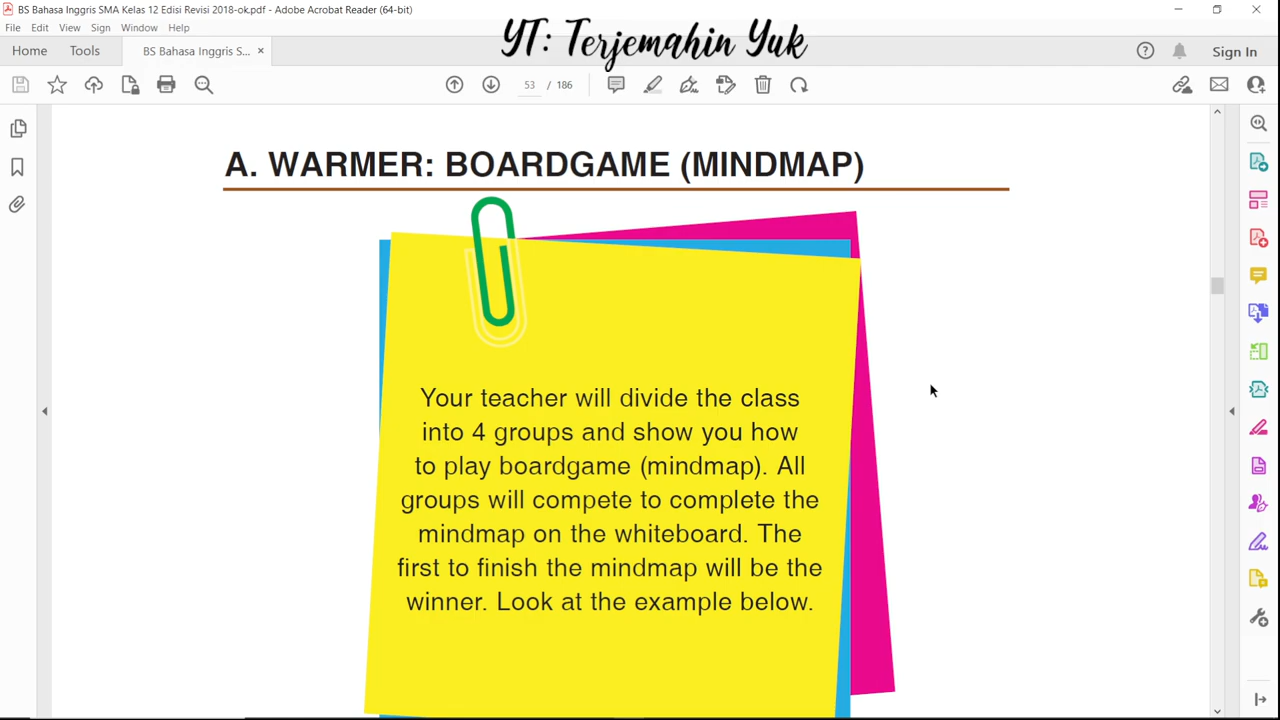 BS Bahasa Inggris SMA Kelas 12 Edisi Revisi 2018-ok.pdf - Adobe Acrobat Reader (64-bit)
YT: Terjemahin Yuk
File Edit View Sign Window Help
Home Tools BS Bahasa Inggris S... × Sign In
53 / 186
A. WARMER: BOARDGAME (MINDMAP)
Your teacher will divide the class
into 4 groups and show you how
to play boardgame (mindmap). All
groups will compete to complete the
mindmap on the whiteboard. The
first to finish the mindmap will be the
winner. Look at the example below.